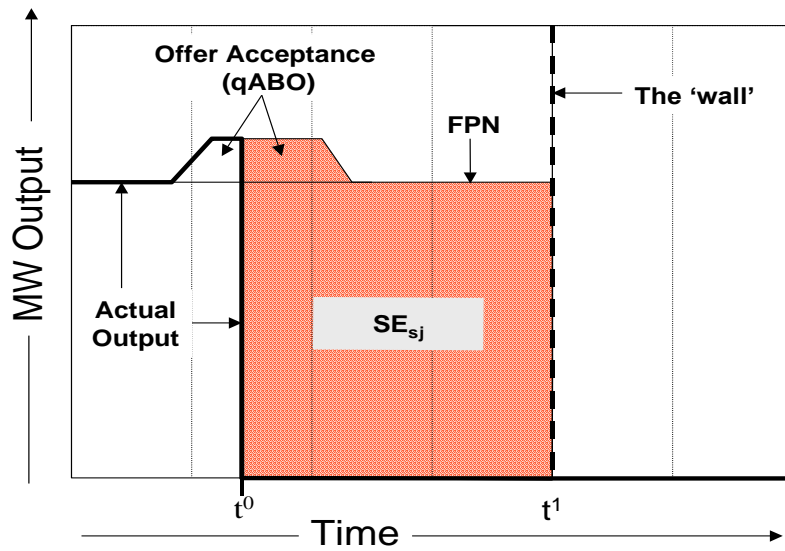 Offer Acceptance
(qABO)
The ‘wall’
FPN
MW Output
Actual
Output
SEsj
t⁰
t¹
Time